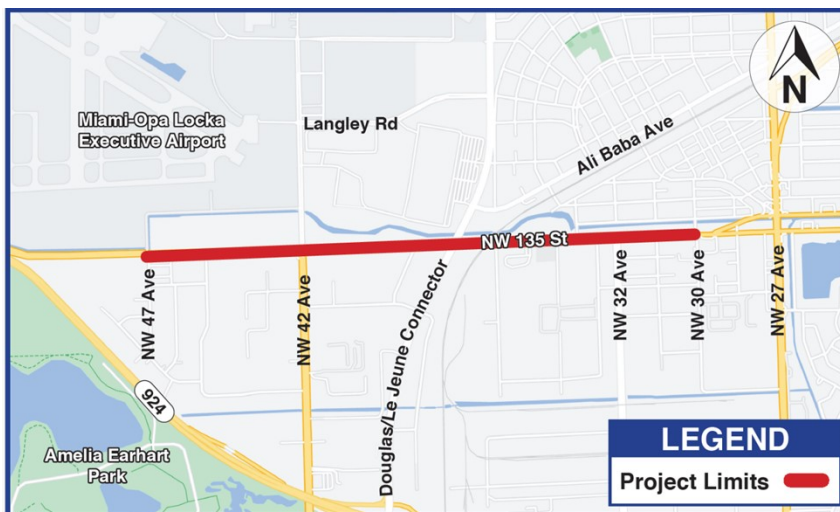 N
Miami-Opa Locka
Executive Airport
Langley Rd
Ali Baba Ave
NW 135 St
NW 47 Ave
NW 42 Ave
Douglas/Le Jeune Connector
NW 32 Ave
NW 30 Ave
NW 27 Ave
924
Amelia Earhart
Park
LEGEND
Project Limits